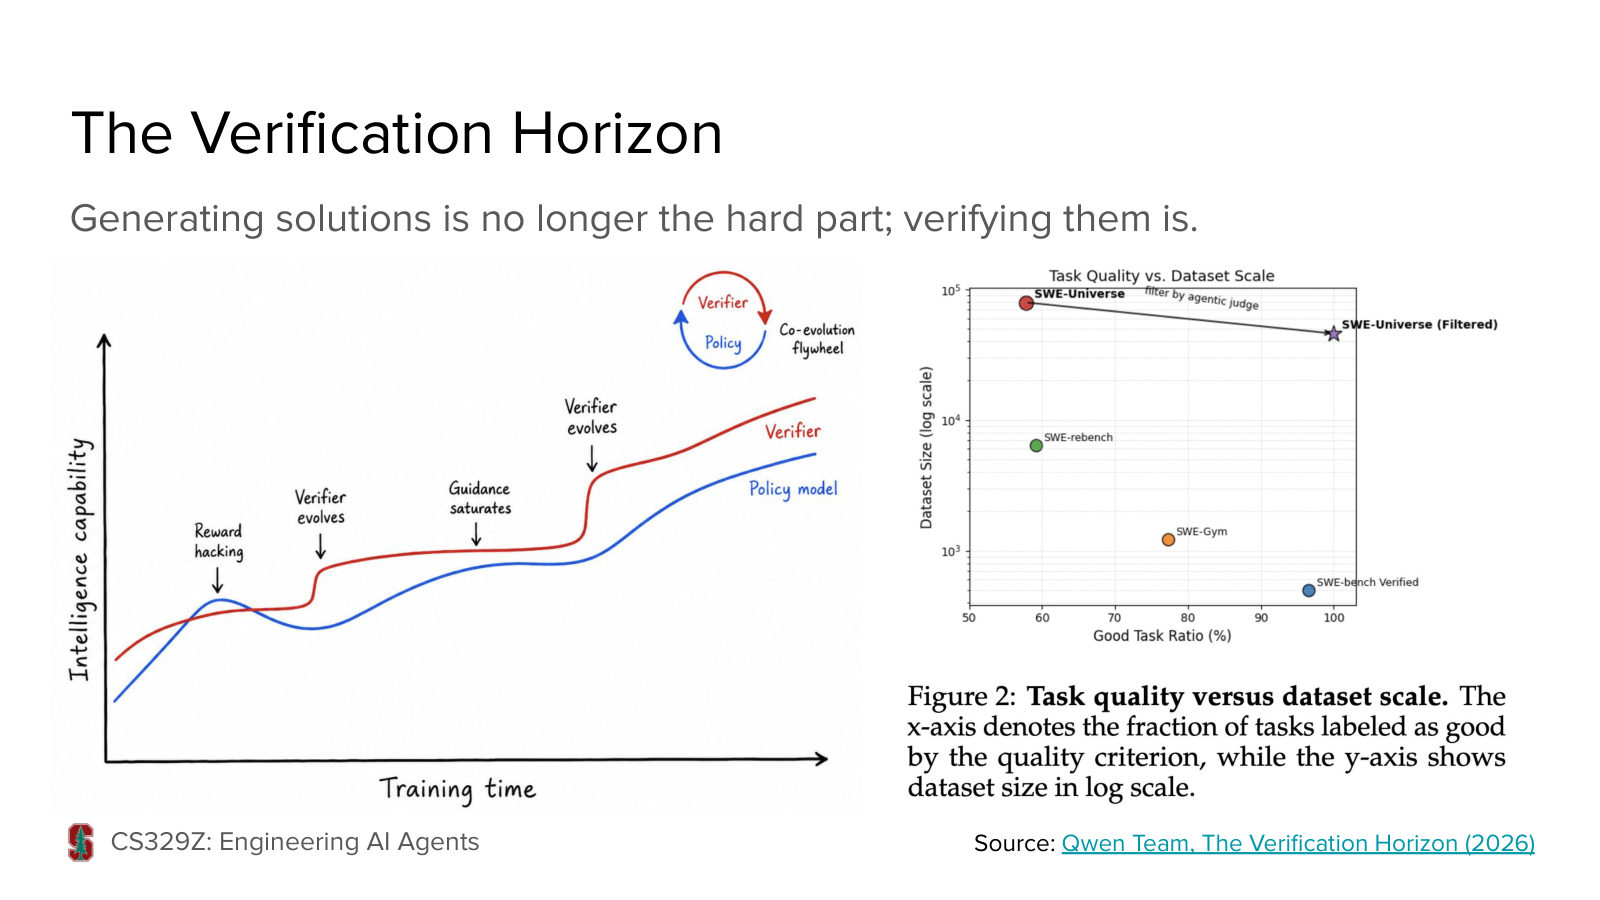 The Verification Horizon
Generating solutions is no longer the hard part; verifying them is.
Verifier
Policy
Co-evolution
flywheel
Verifier
evolves
Verifier
Policy model
Guidance
saturates
Verifier
evolves
Reward
hacking
Intelligence capability
Training time
Task Quality vs. Dataset Scale
SWE-Universe
filter by agentic judge
SWE-Universe (Filtered)
SWE-rebench
SWE-Gym
SWE-bench Verified
Dataset Size (log scale)
10⁵
10⁴
10³
50 60 70 80 90 100
Good Task Ratio (%)
Figure 2: Task quality versus dataset scale. The
x-axis denotes the fraction of tasks labeled as good
by the quality criterion, while the y-axis shows
dataset size in log scale.
CS329Z: Engineering AI Agents
Source: Qwen Team, The Verification Horizon (2026)